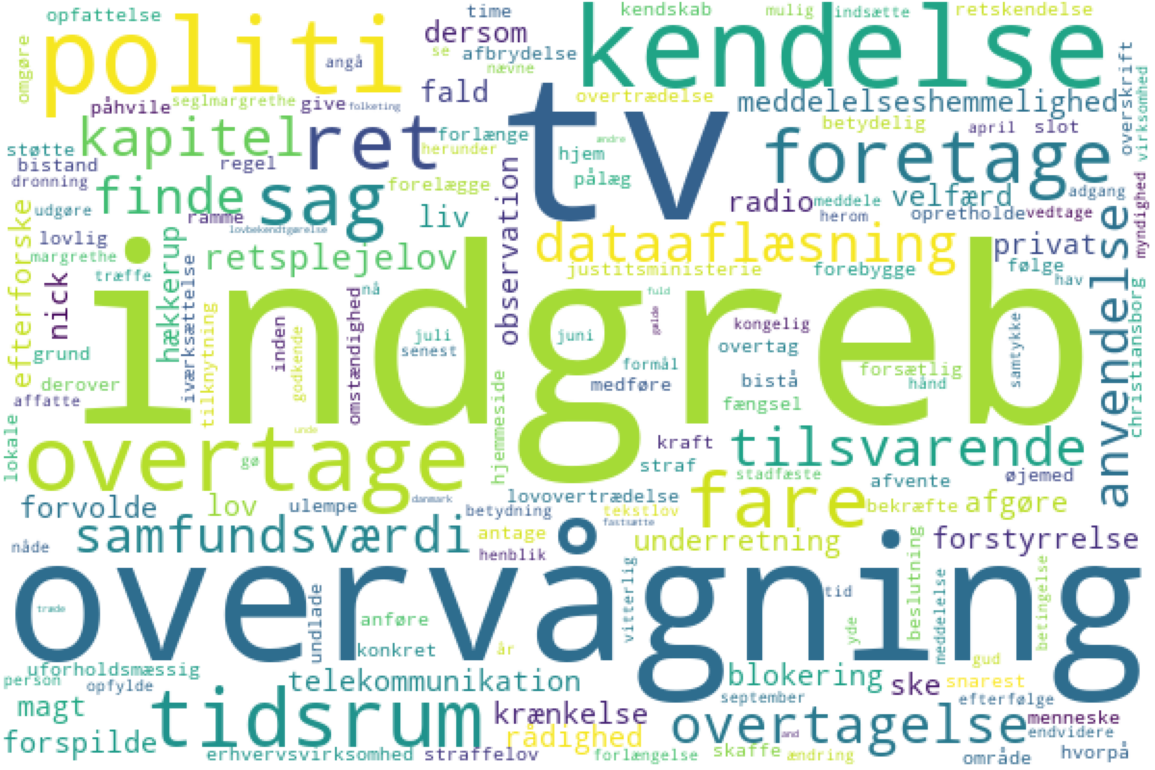 opfattelse
time
kendskab
mulig
indsætte
retskendelse
politi
dersom
kendelse
omgøre
angå
se
afbrydelse
nævne
påhvile
seglmargrethe
give
folketing
fald
tv
overtrædelse
meddelelseshemmelighed
overskrift
virksomhed
kapitel
ret
forlænge
herunder
ændre
betydelig
april
slot
støtte
bistand
dronning
regel
hjem
pålæg
foretage
finde
sag
forelægge
observation
radio
meddele
herom
velfærd
opretholde
vedtage
adgang
myndighed
udgøre
ramme
lovbekendtgørelse
liv
lovlig
margrethe
efterforske
nick
træffe
hækkerup
iværksættelse
retsplejelov
dataaflæsning
justitsministerie
forebygge
privat
følge
hav
anvendelse
christiansborg
indgreb
nå
fuld
gælde
juli
senest
juni
kongelig
overtag
formål
medføre
bistå
forsætlig
hånd
samtykke
fængsel
grund
derover
affatte
lokale
tilknytning
inden
godkende
omstændighed
hjemmeside
unde
overtage
gø
kraft
straf
tilsvarende
stadfæste
afvente
øjemed
forvolde
lov
ulempe
danmark
betydning
lovovertrædelse
tekstlov
fastsætte
fare
bekræfte
afgøre
nåde
samfundsværdi
antage
henblik
underretning
forstyrrelse
overvågning
træde
undlade
anføre
konkret
år
vitterlig
tid
yde
beslutning
meddelelse
betingelse
gud
uforholdsmæssig
person
opfylde
telekommunikation
blokering
september
ske
snarest
efterfølge
magt
tidsrum
krænkelse
rådighed
overtagelse
and
menneske
endvidere
forspilde
erhvervsvirksomhed
straffelov
forlængelse
skaffe
ændring
område
hvorpå